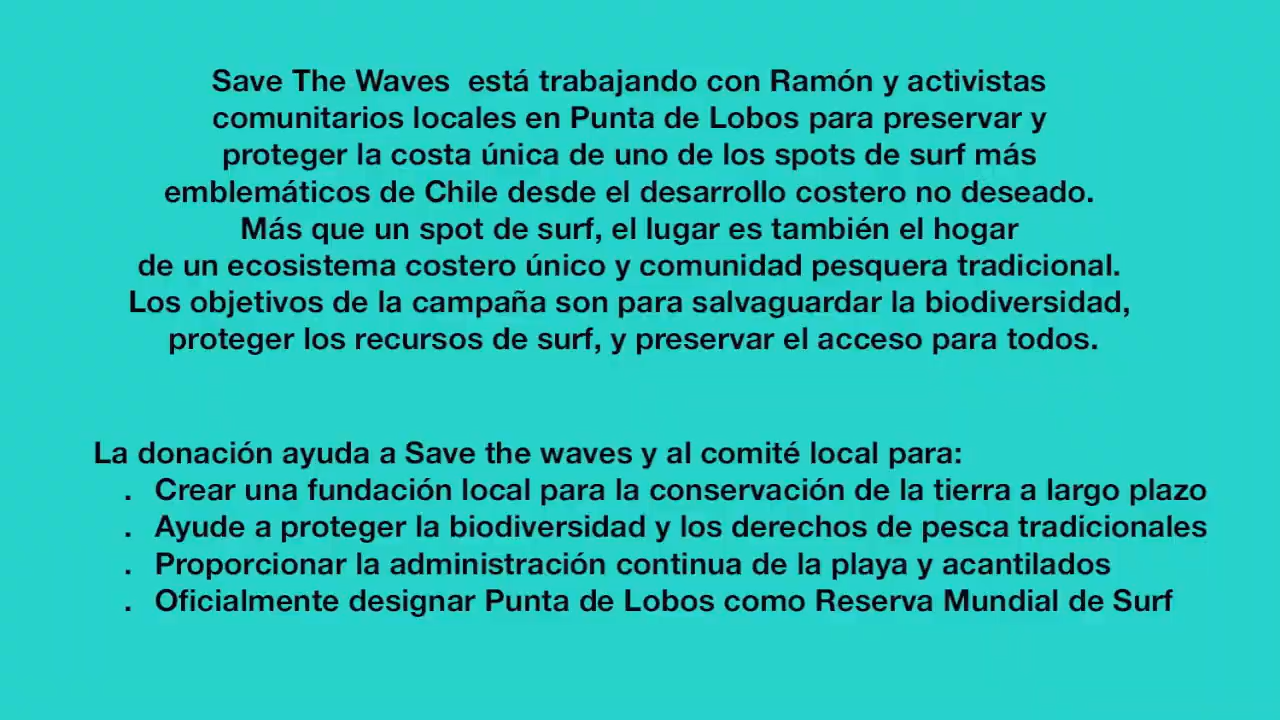 Save The Waves  está trabajando con Ramón y activistas
comunitarios locales en Punta de Lobos para preservar y
proteger la costa única de uno de los spots de surf más
emblemáticos de Chile desde el desarrollo costero no deseado.
Más que un spot de surf, el lugar es también el hogar
de un ecosistema costero único y comunidad pesquera tradicional.
Los objetivos de la campaña son para salvaguardar la biodiversidad,
proteger los recursos de surf, y preservar el acceso para todos.
La donación ayuda a Save the waves y al comité local para:
. Crear una fundación local para la conservación de la tierra a largo plazo
. Ayude a proteger la biodiversidad y los derechos de pesca tradicionales
. Proporcionar la administración continua de la playa y acantilados
. Oficialmente designar Punta de Lobos como Reserva Mundial de Surf